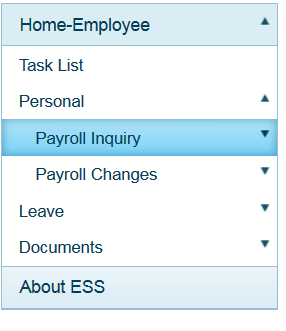 Home-Employee
Task List
Personal
Payroll Inquiry
Payroll Changes
Leave
Documents
About ESS